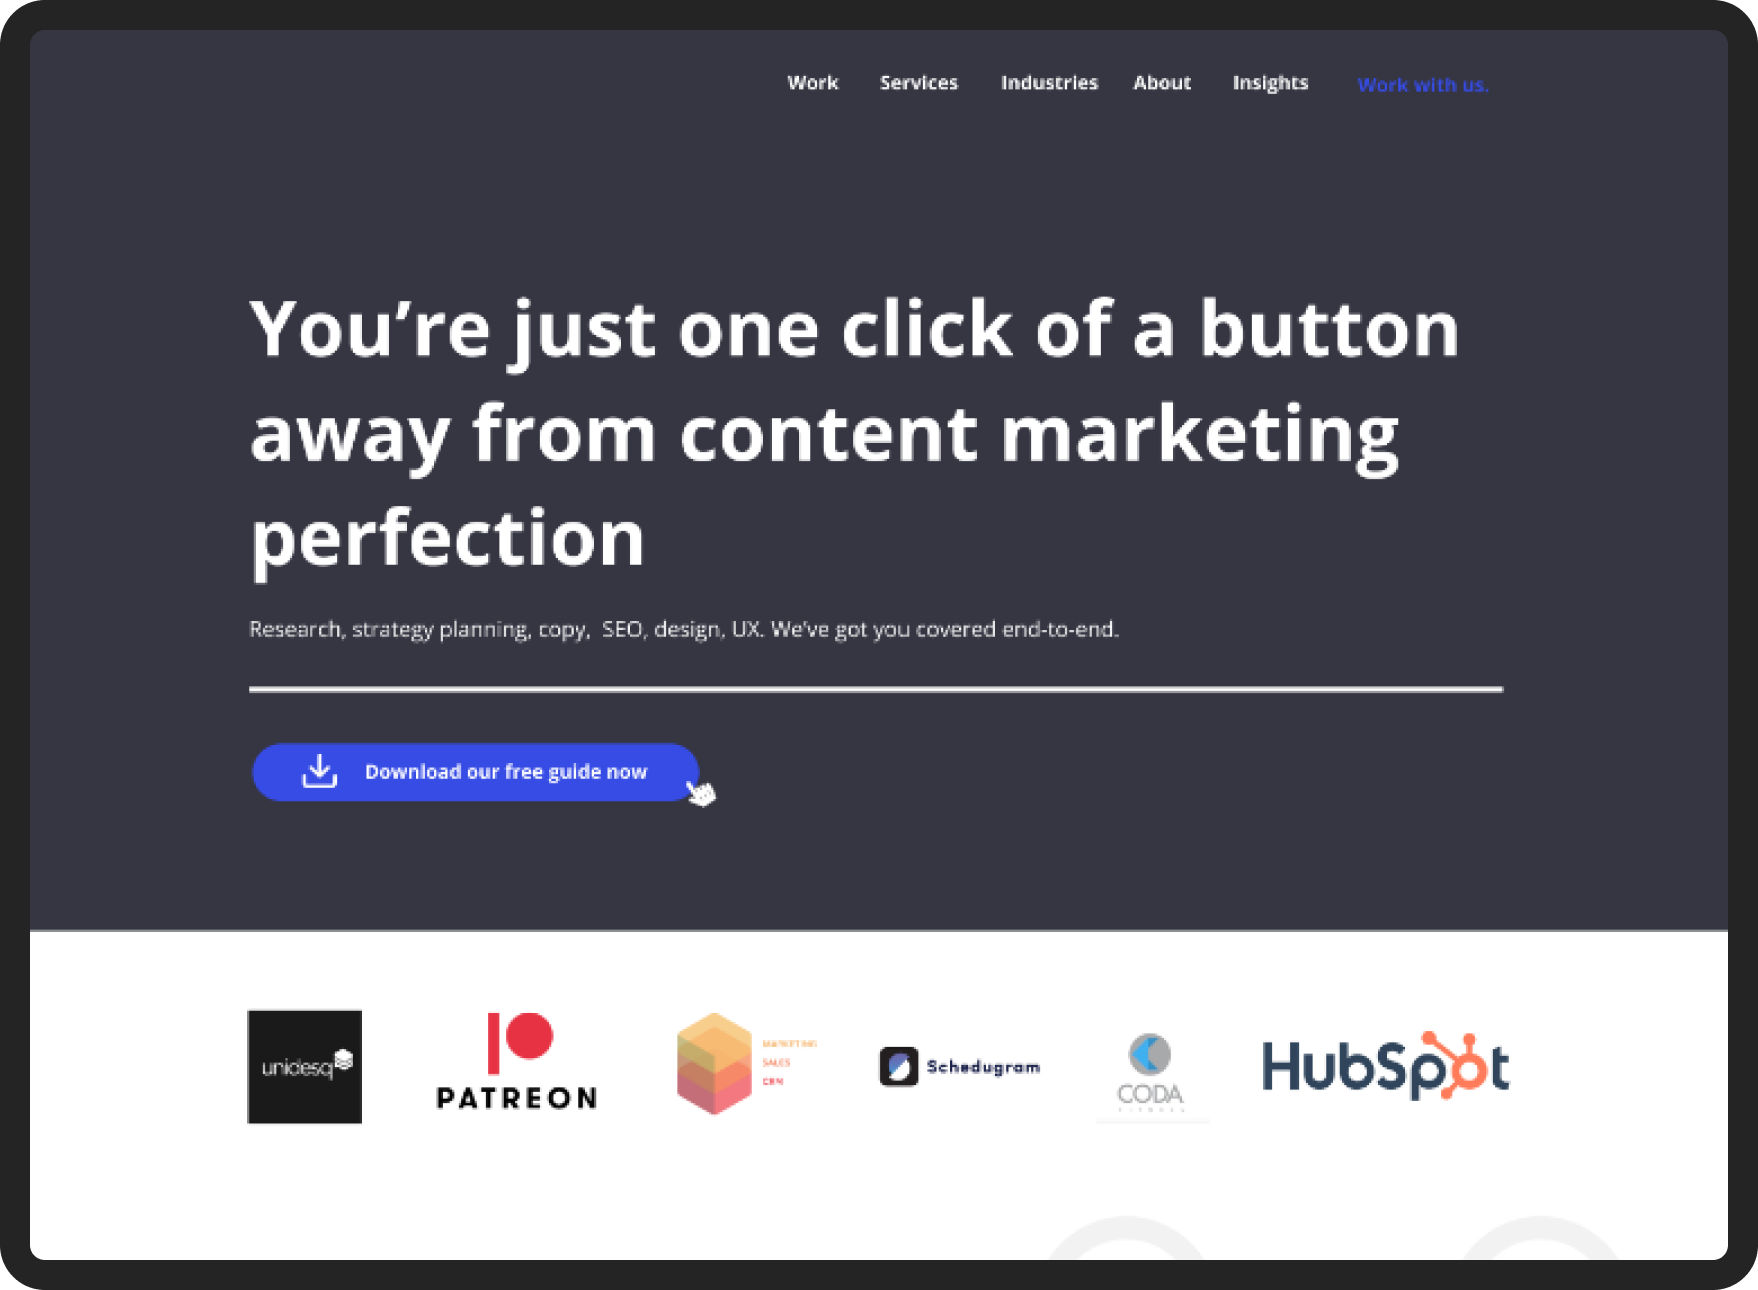 Work Services Industries About Insights Work with us.
You’re just one click of a button
away from content marketing
perfection
Research, strategy planning, copy,  SEO, design, UX. We've got you covered end-to-end.
Download our free guide now
unidesq
PATREON
MARKETING
SALES
CRM
Schedugram
CODA
HubSpot